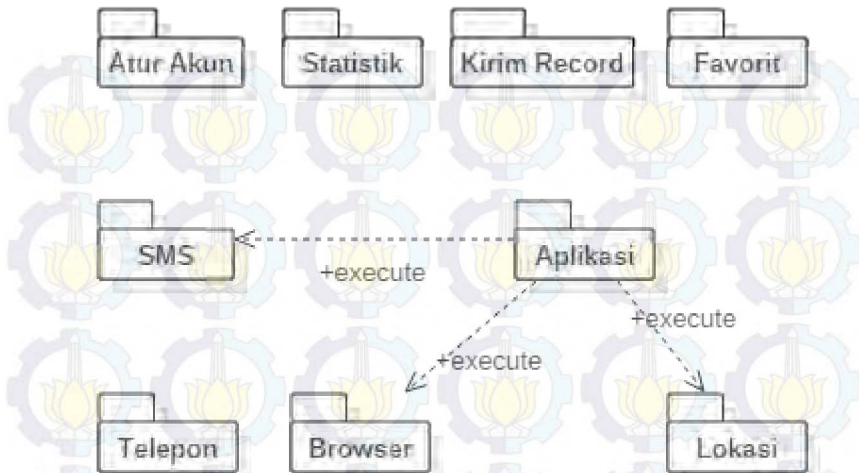 Atur Akun
Statistik
Kirim Record
Favorit
SMS
Aplikasi
+execute
+execute
+execute
Telepon
Browser
Lokasi